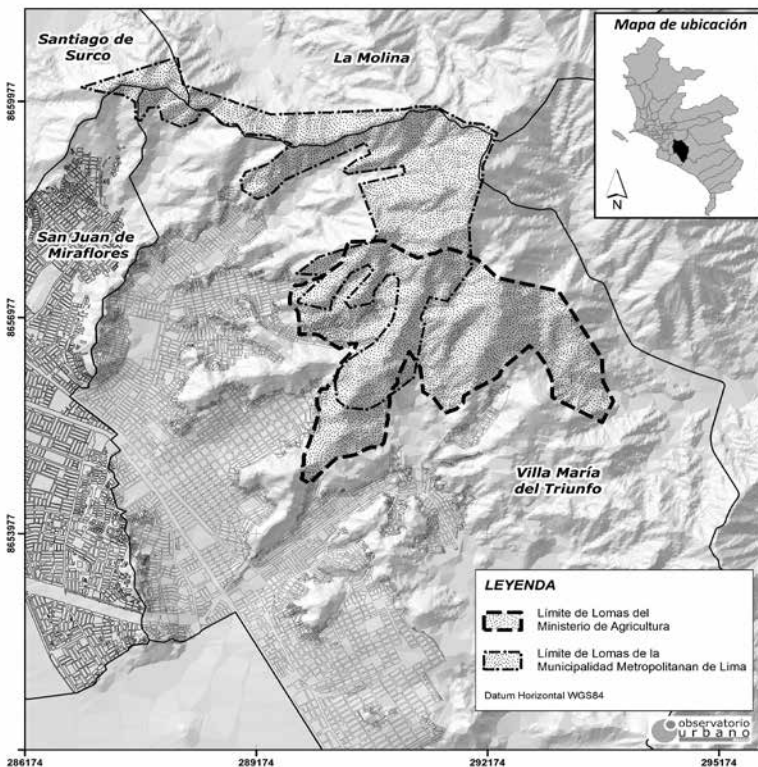 Santiago de
Surco
La Molina
Mapa de ubicación
N
8659977
San Juan de
Miraflores
8656977
Villa María
del Triunfo
8653977
LEYENDA
Límite de Lomas del
Ministerio de Agricultura
Límite de Lomas de la
Municipalidad Metropolitanan de Lima
Datum Horizontal WGS84
observatorio
urbano
286174
289174
292174
295174